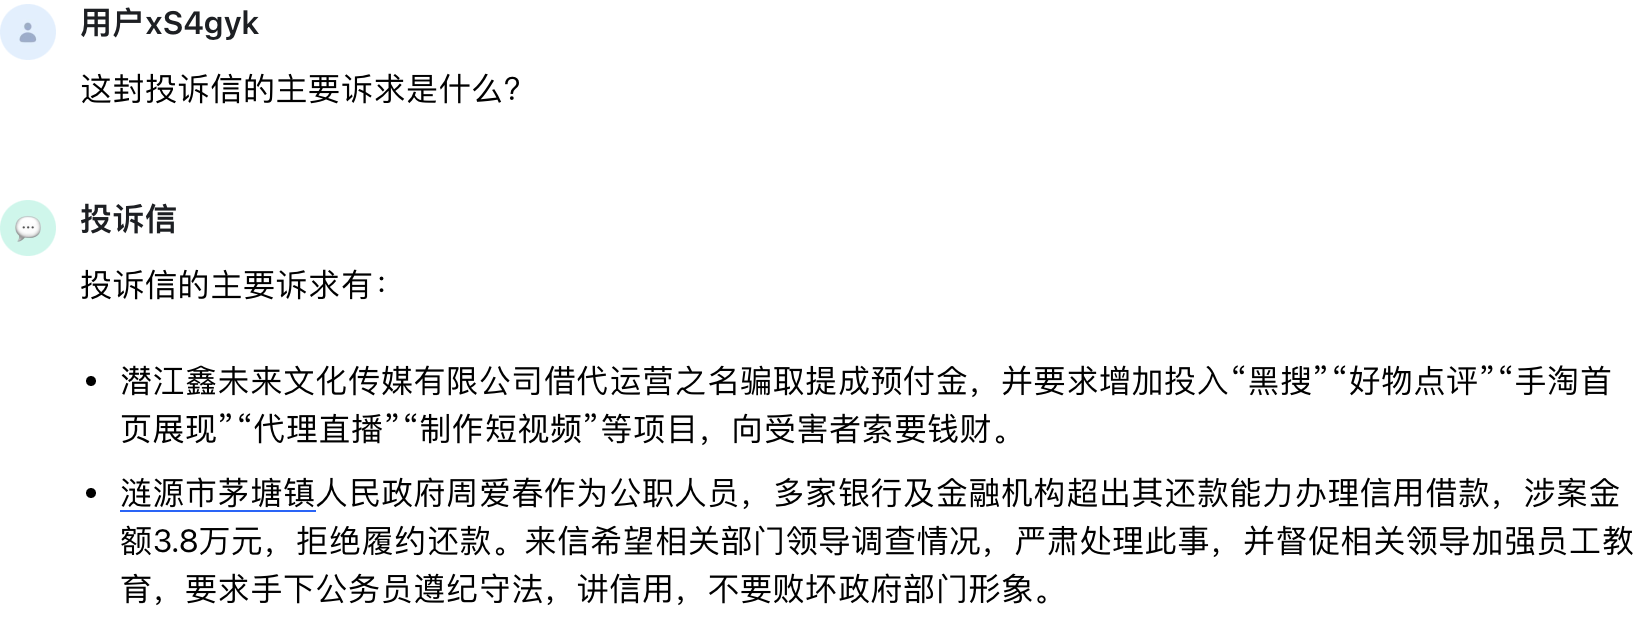 用户xS4gyk
这封投诉信的主要诉求是什么?
投诉信
投诉信的主要诉求有:
• 潜江鑫未来文化传媒有限公司借代运营之名骗取提成预付金，并要求增加投入“黑搜”“好物点评”“手淘首
页展现”“代理直播”“制作短视频”等项目，向受害者索要钱财。
• 涟源市茅塘镇人民政府周爱春作为公职人员，多家银行及金融机构超出其还款能力办理信用借款，涉案金
额3.8万元，拒绝履约还款。来信希望相关部门领导调查情况，严肃处理此事，并督促相关领导加强员工教
育，要求手下公务员遵纪守法，讲信用，不要败坏政府部门形象。